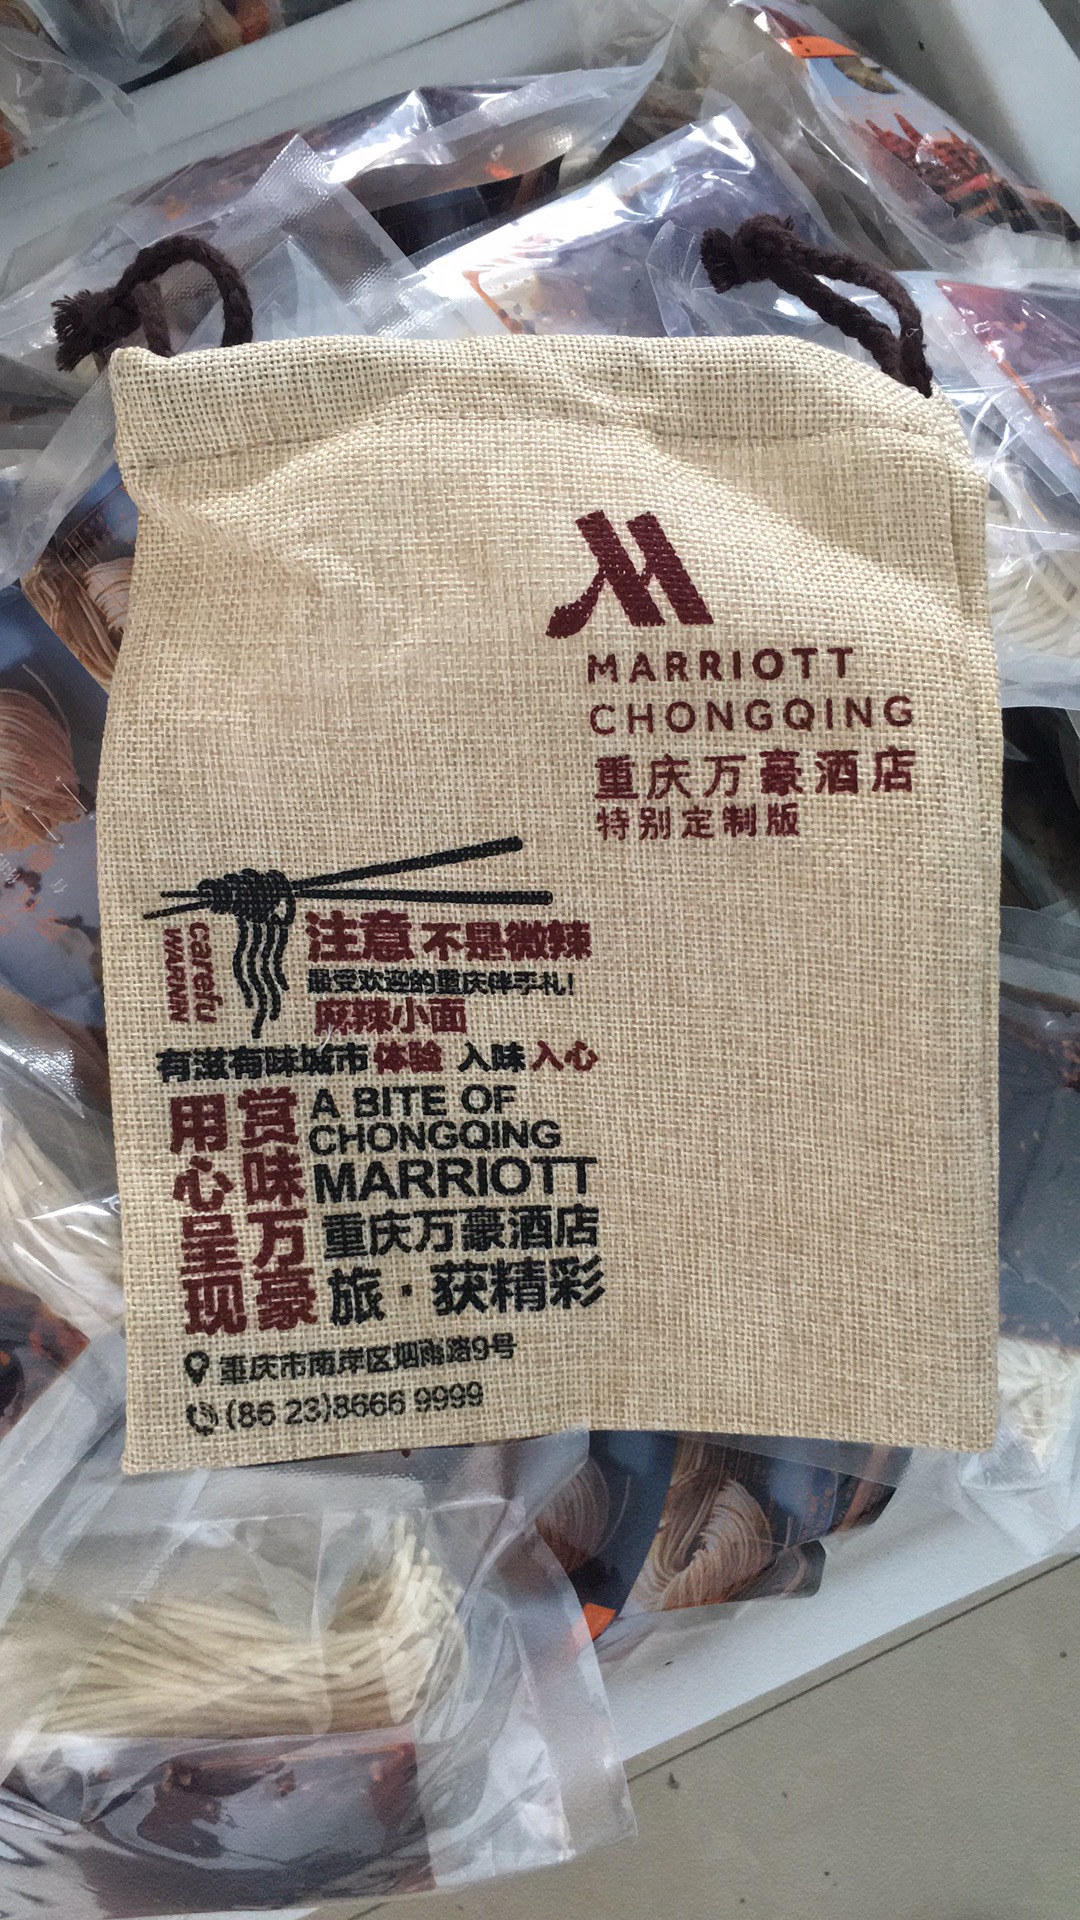 MARRIOTT
CHONGQING
重庆万豪酒店
特别定制版
carefu
WARNIN
注意 不是微辣
最受欢迎的重庆伴手礼!
麻辣小面
有滋有味城市体验 入味入心
用心呈现
赏味万豪
A BITE OF
CHONGQING
MARRIOTT
重庆万豪酒店
旅·获精彩
重庆市南岸区烟雨路9号
(86 23)8666 9999